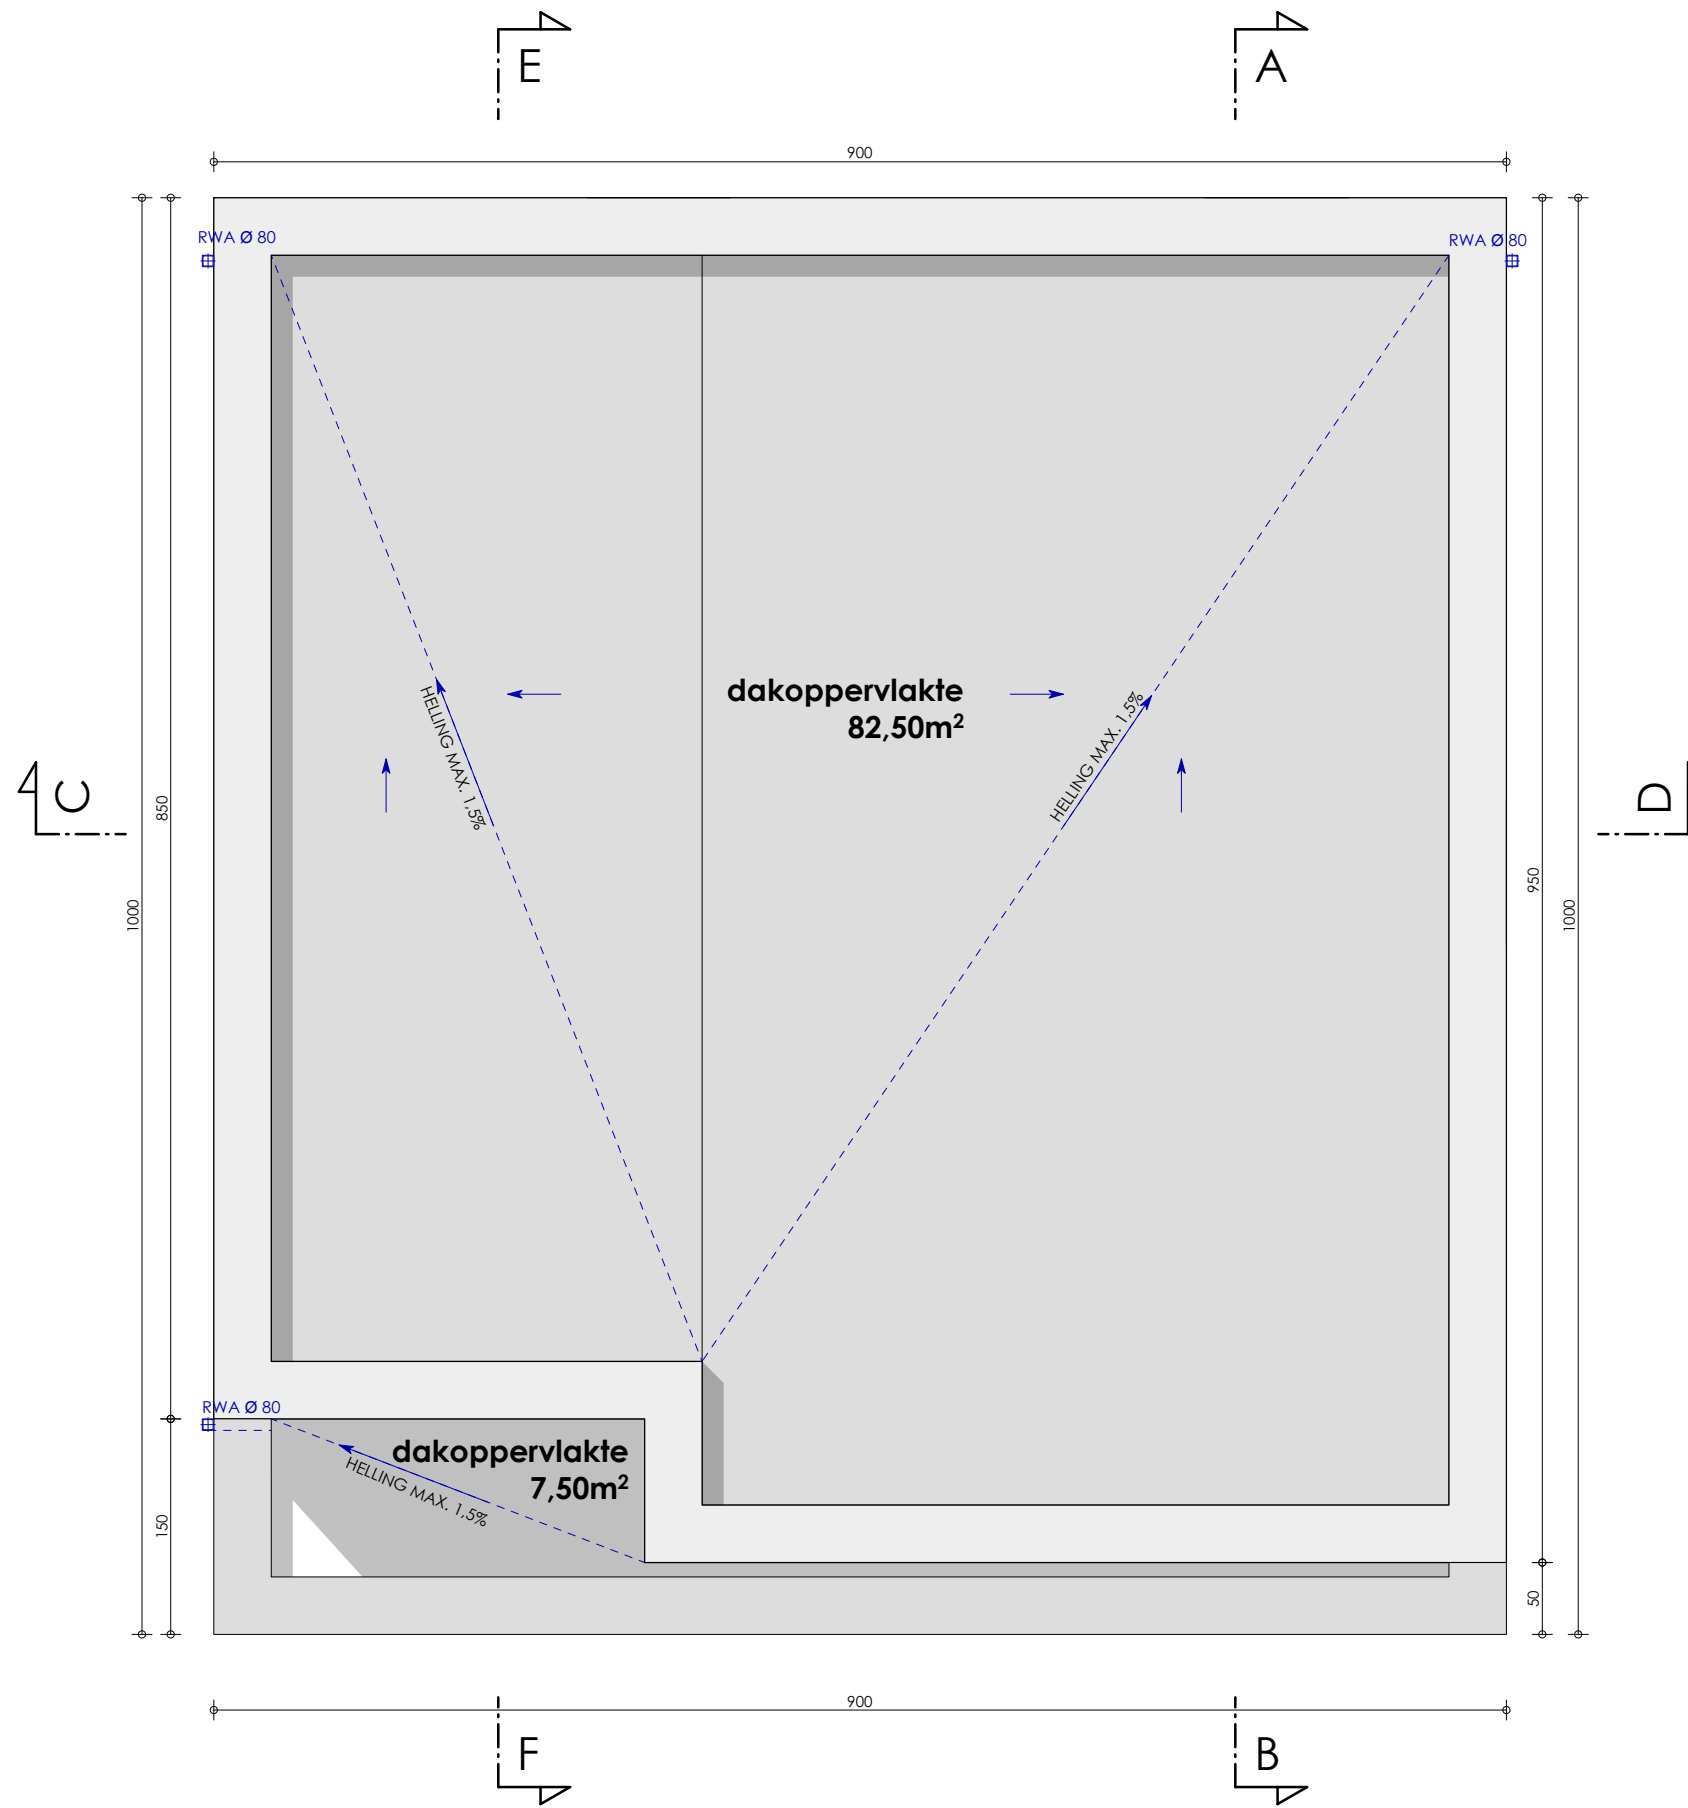 E
A
900
RWA Ø 80
RWA Ø 80
dakoppervlakte
82,50m²
HELLING MAX. 1,5%
HELLING MAX. 1,5%
C
D
850
1000
950
1000
RWA Ø 80
dakoppervlakte
7,50m²
HELLING MAX. 1,5%
150
50
900
F
B